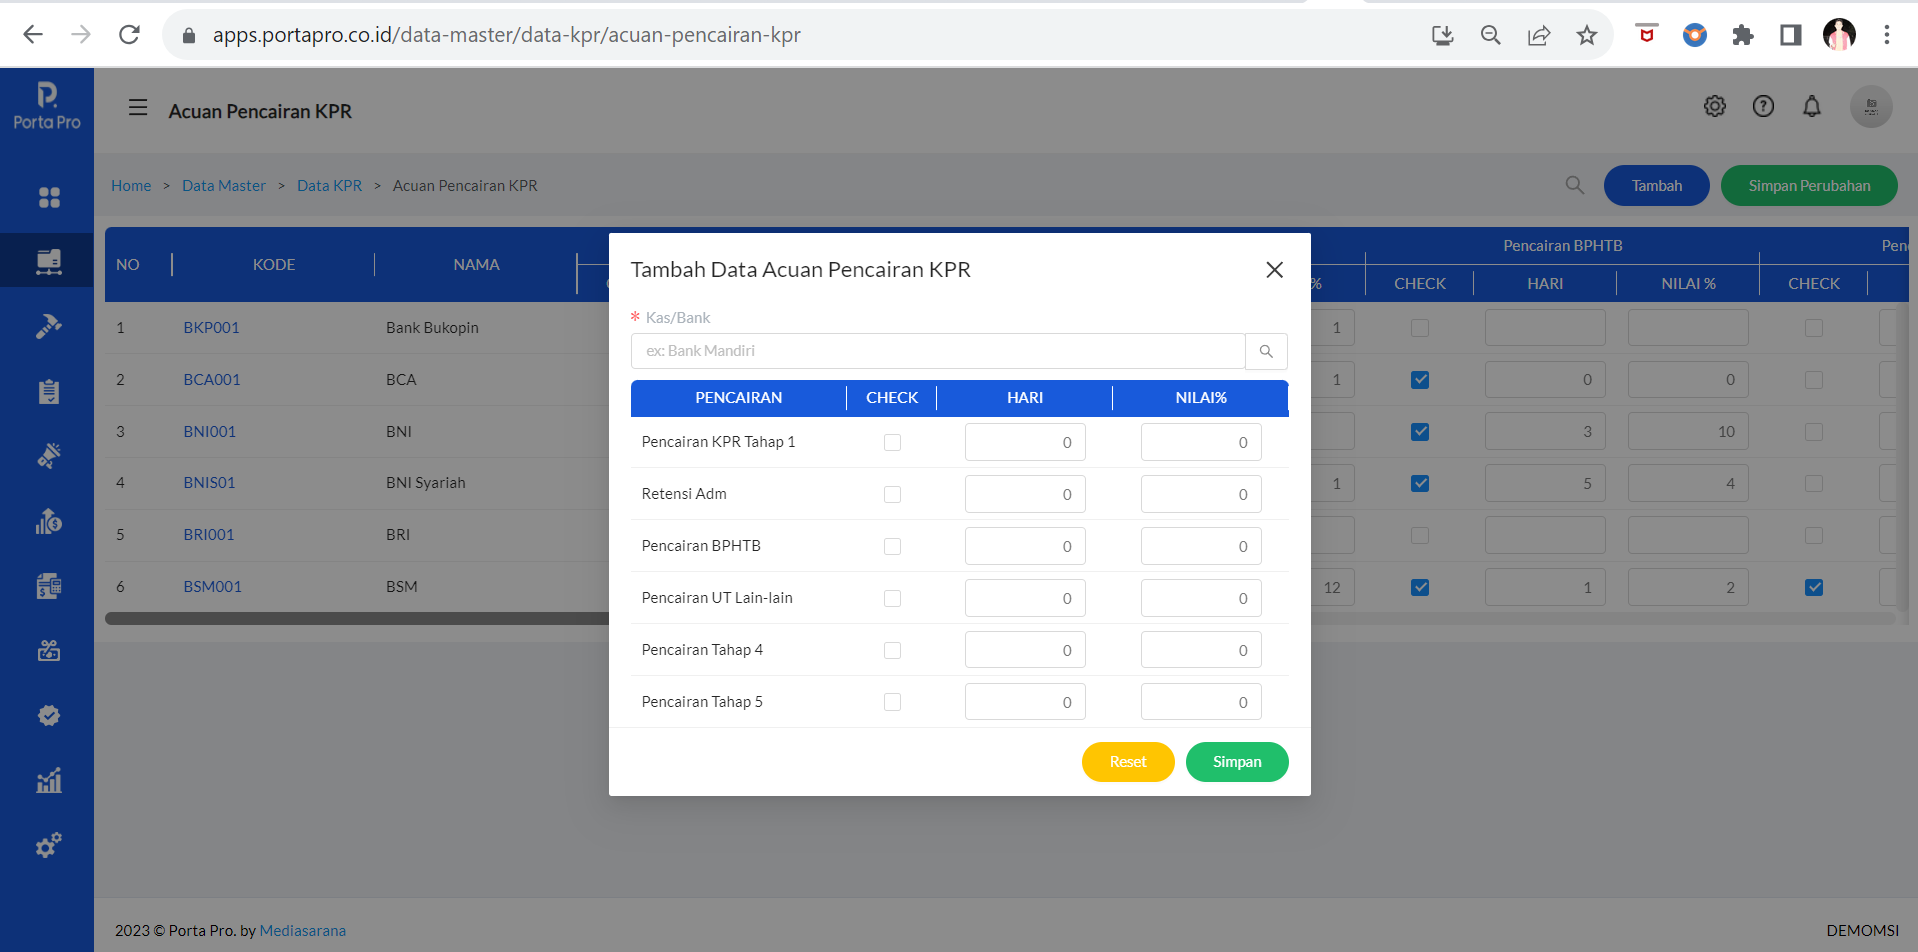 apps.portapro.co.id/data-master/data-kpr/acuan-pencairan-kpr
Porta Pro
Acuan Pencairan KPR
Home > Data Master > Data KPR > Acuan Pencairan KPR
Tambah
Simpan Perubahan
NO KODE NAMA
Pencairan BPHTB
% CHECK HARI NILAI % CHECK
1 BKP001 Bank Bukopin 1
2 BCA001 BCA 1 0 0
3 BNI001 BNI 3 10
4 BNIS01 BNI Syariah 1 5 4
5 BRI001 BRI
6 BSM001 BSM 12 1 2
Tambah Data Acuan Pencairan KPR
* Kas/Bank
ex: Bank Mandiri
PENCAIRAN CHECK HARI NILAI%
Pencairan KPR Tahap 1 0 0
Retensi Adm 0 0
Pencairan BPHTB 0 0
Pencairan UT Lain-lain 0 0
Pencairan Tahap 4 0 0
Pencairan Tahap 5 0 0
Reset
Simpan
2023 © Porta Pro. by Mediasarana
DEMOMSI